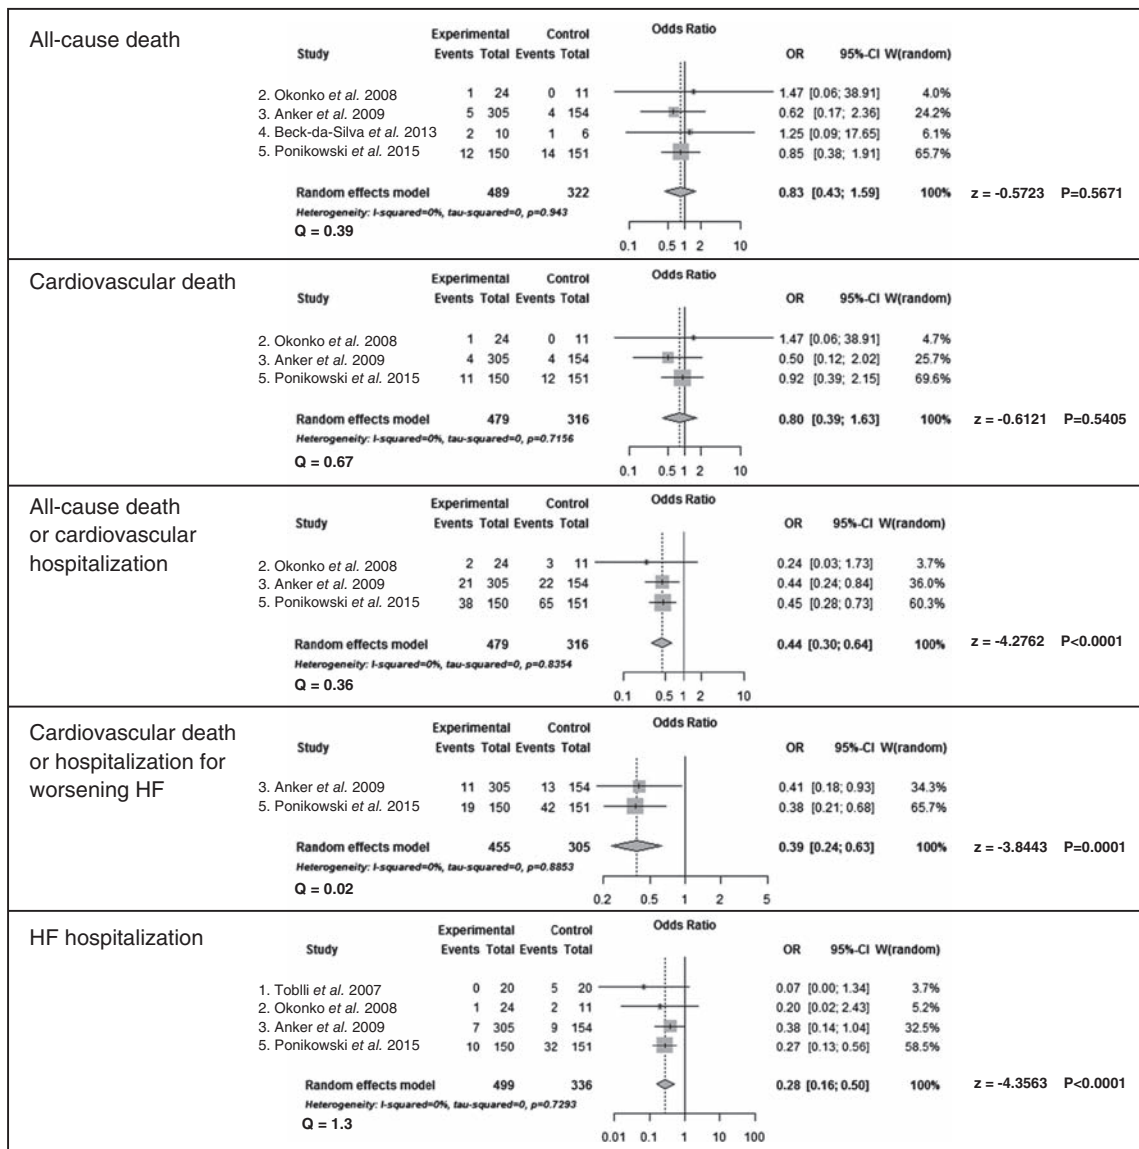 All-cause death
Experimental Control Odds Ratio
Study Events Total Events Total OR 95%-CI W(random)
2. Okonko et al. 2008 1 24 0 11 1.47 [0.06; 38.91] 4.0%
3. Anker et al. 2009 5 305 4 154 0.62 [0.17; 2.36] 24.2%
4. Beck-da-Silva et al. 2013 2 10 1 6 1.25 [0.09; 17.65] 6.1%
5. Ponikowski et al. 2015 12 150 14 151 0.85 [0.38; 1.91] 65.7%
Random effects model 489 322 0.83 [0.43; 1.59] 100% z = -0.5723 P=0.5671
Heterogeneity: I-squared=0%, tau-squared=0, p=0.943
Q = 0.39
0.1 0.5 1 2 10
Cardiovascular death
Experimental Control Odds Ratio
Study Events Total Events Total OR 95%-CI W(random)
2. Okonko et al. 2008 1 24 0 11 1.47 [0.06; 38.91] 4.7%
3. Anker et al. 2009 4 305 4 154 0.50 [0.12; 2.02] 25.7%
5. Ponikowski et al. 2015 11 150 12 151 0.92 [0.39; 2.15] 69.6%
Random effects model 479 316 0.80 [0.39; 1.63] 100% z = -0.6121 P=0.5405
Heterogeneity: I-squared=0%, tau-squared=0, p=0.7156
Q = 0.67
0.1 0.5 1 2 10
All-cause death
or cardiovascular
hospitalization
Experimental Control Odds Ratio
Study Events Total Events Total OR 95%-CI W(random)
2. Okonko et al. 2008 2 24 3 11 0.24 [0.03; 1.73] 3.7%
3. Anker et al. 2009 21 305 22 154 0.44 [0.24; 0.84] 36.0%
5. Ponikowski et al. 2015 38 150 65 151 0.45 [0.28; 0.73] 60.3%
Random effects model 479 316 0.44 [0.30; 0.64] 100% z = -4.2762 P<0.0001
Heterogeneity: I-squared=0%, tau-squared=0, p=0.8354
Q = 0.36
0.1 0.5 1 2 10
Cardiovascular death
or hospitalization for
worsening HF
Experimental Control Odds Ratio
Study Events Total Events Total OR 95%-CI W(random)
3. Anker et al. 2009 11 305 13 154 0.41 [0.18; 0.93] 34.3%
5. Ponikowski et al. 2015 19 150 42 151 0.38 [0.21; 0.68] 65.7%
Random effects model 455 305 0.39 [0.24; 0.63] 100% z = -3.8443 P=0.0001
Heterogeneity: I-squared=0%, tau-squared=0, p=0.8853
Q = 0.02
0.2 0.5 1 2 5
HF hospitalization
Experimental Control Odds Ratio
Study Events Total Events Total OR 95%-CI W(random)
1. Toblli et al. 2007 0 20 5 20 0.07 [0.00; 1.34] 3.7%
2. Okonko et al. 2008 1 24 2 11 0.20 [0.02; 2.43] 5.2%
3. Anker et al. 2009 7 305 9 154 0.38 [0.14; 1.04] 32.5%
5. Ponikowski et al. 2015 10 150 32 151 0.27 [0.13; 0.56] 58.5%
Random effects model 499 336 0.28 [0.16; 0.50] 100% z = -4.3563 P<0.0001
Heterogeneity: I-squared=0%, tau-squared=0, p=0.7293
Q = 1.3
0.01 0.1 1 10 100